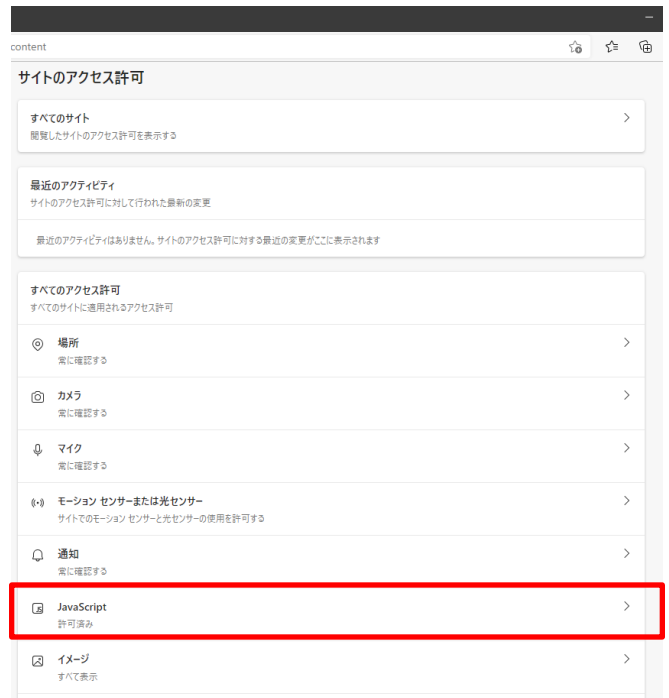 content
サイトのアクセス許可
すべてのサイト
閲覧したサイトのアクセス許可を表示する
最近のアクティビティ
サイトのアクセス許可に対して行われた最新の変更
最近のアクティビティはありません。サイトのアクセス許可に対する最近の変更がここに表示されます
すべてのアクセス許可
すべてのサイトに適用されるアクセス許可
場所
常に確認する
カメラ
常に確認する
マイク
常に確認する
モーション センサーまたは光センサー
サイトでのモーション センサーと光センサーの使用を許可する
通知
常に確認する
JavaScript
許可済み
イメージ
すべて表示